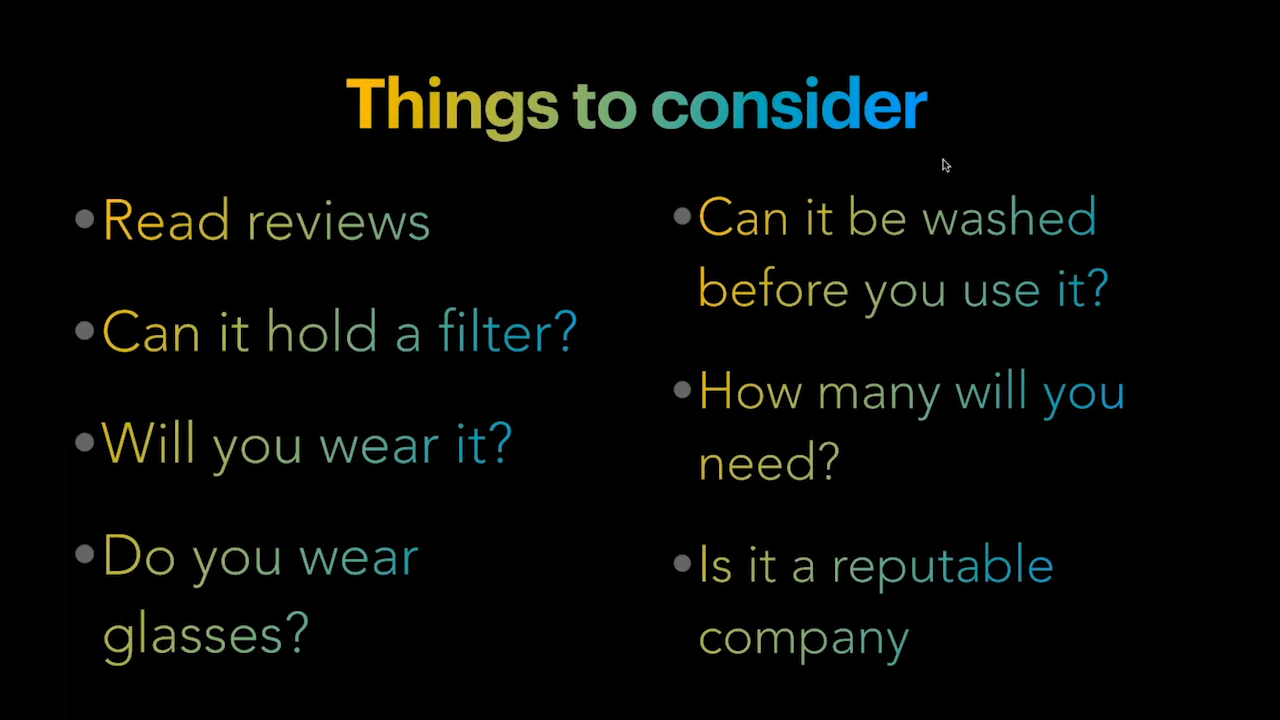 Things to consider
• Read reviews
• Can it hold a filter?
• Will you wear it?
• Do you wear
glasses?
• Can it be washed
before you use it?
• How many will you
need?
• Is it a reputable
company